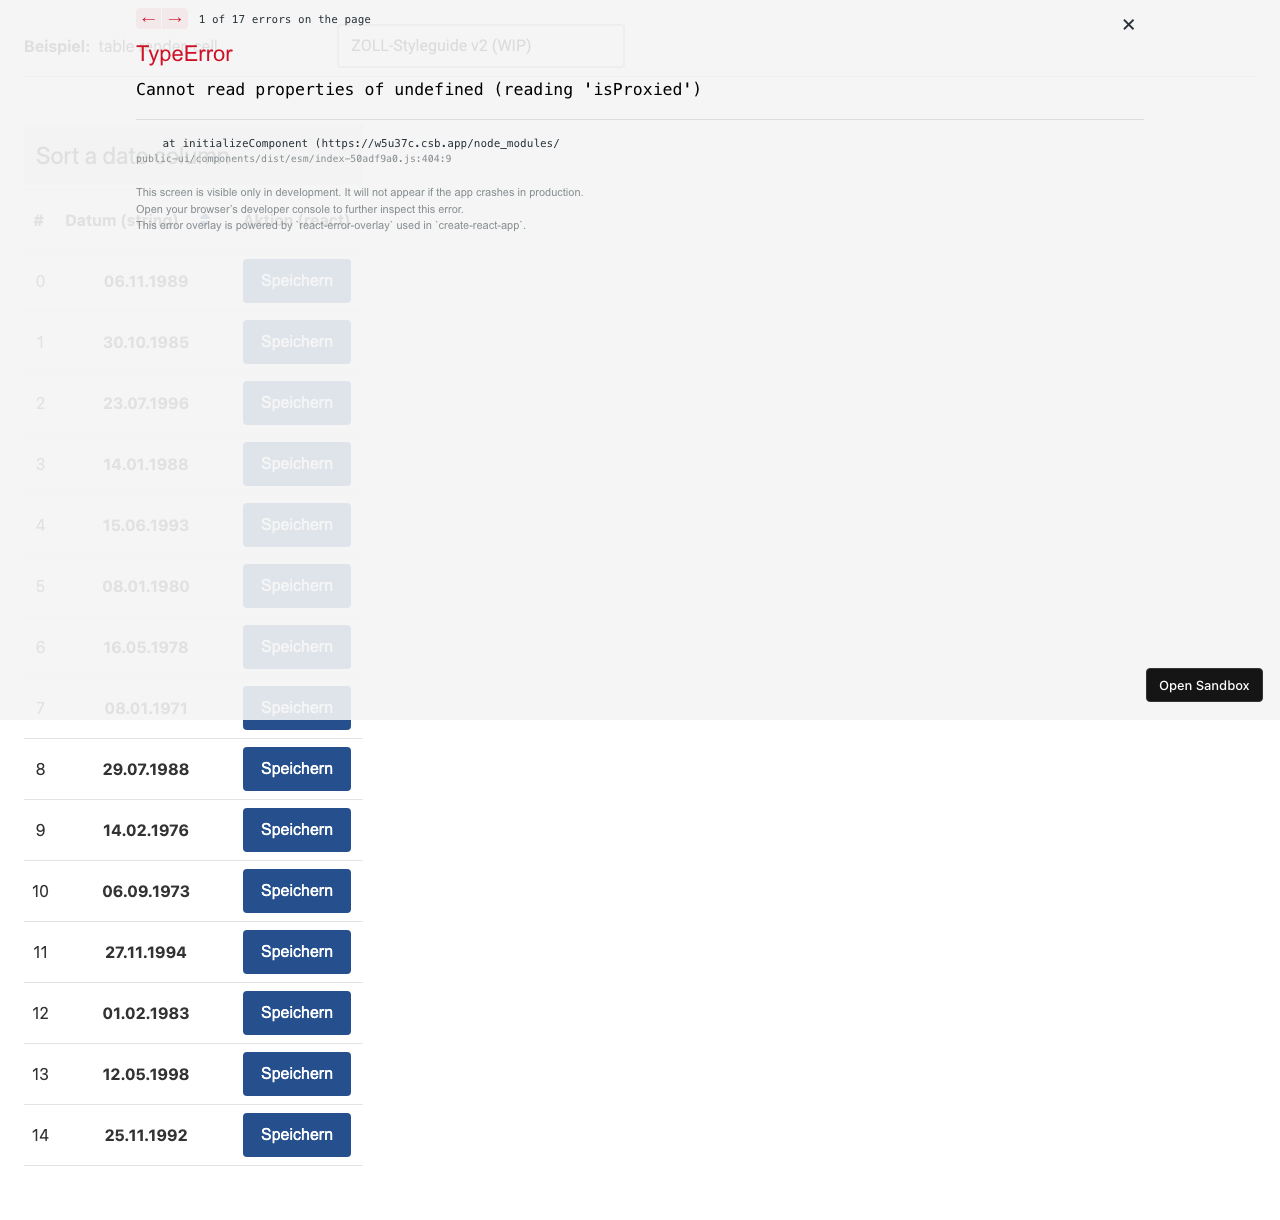 ← → 1 of 17 errors on the page
✕
Beispiel: table render-cell
ZOLL-Styleguide v2 (WIP)
TypeError
Cannot read properties of undefined (reading 'isProxied')
at initializeComponent (https://w5u37c.csb.app/node_modules/
public-ui/components/dist/esm/index-50adf9a0.js:404:9
Sort a date column
This screen is visible only in development. It will not appear if the app crashes in production.
Open your browser’s developer console to further inspect this error.
This error overlay is powered by `react-error-overlay` used in `create-react-app`.
# Datum (string) Aktion (react)
0 06.11.1989 Speichern
1 30.10.1985 Speichern
2 23.07.1996 Speichern
3 14.01.1988 Speichern
4 15.06.1993 Speichern
5 08.01.1980 Speichern
6 16.05.1978 Speichern
Open Sandbox
7 08.01.1971 Speichern
8 29.07.1988 Speichern
9 14.02.1976 Speichern
10 06.09.1973 Speichern
11 27.11.1994 Speichern
12 01.02.1983 Speichern
13 12.05.1998 Speichern
14 25.11.1992 Speichern